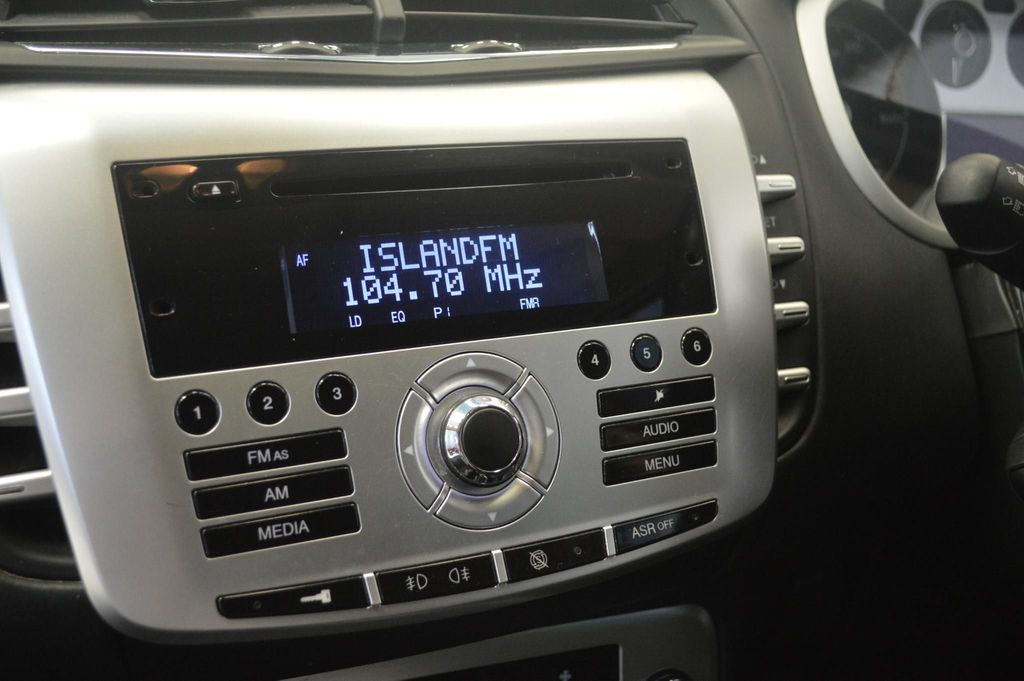 AF
ISLANDFM
104.70 MHz
LD EQ PI FMR
1 2 3 4 5 6
FM AS
AM
MEDIA
AUDIO
MENU
ASR OFF